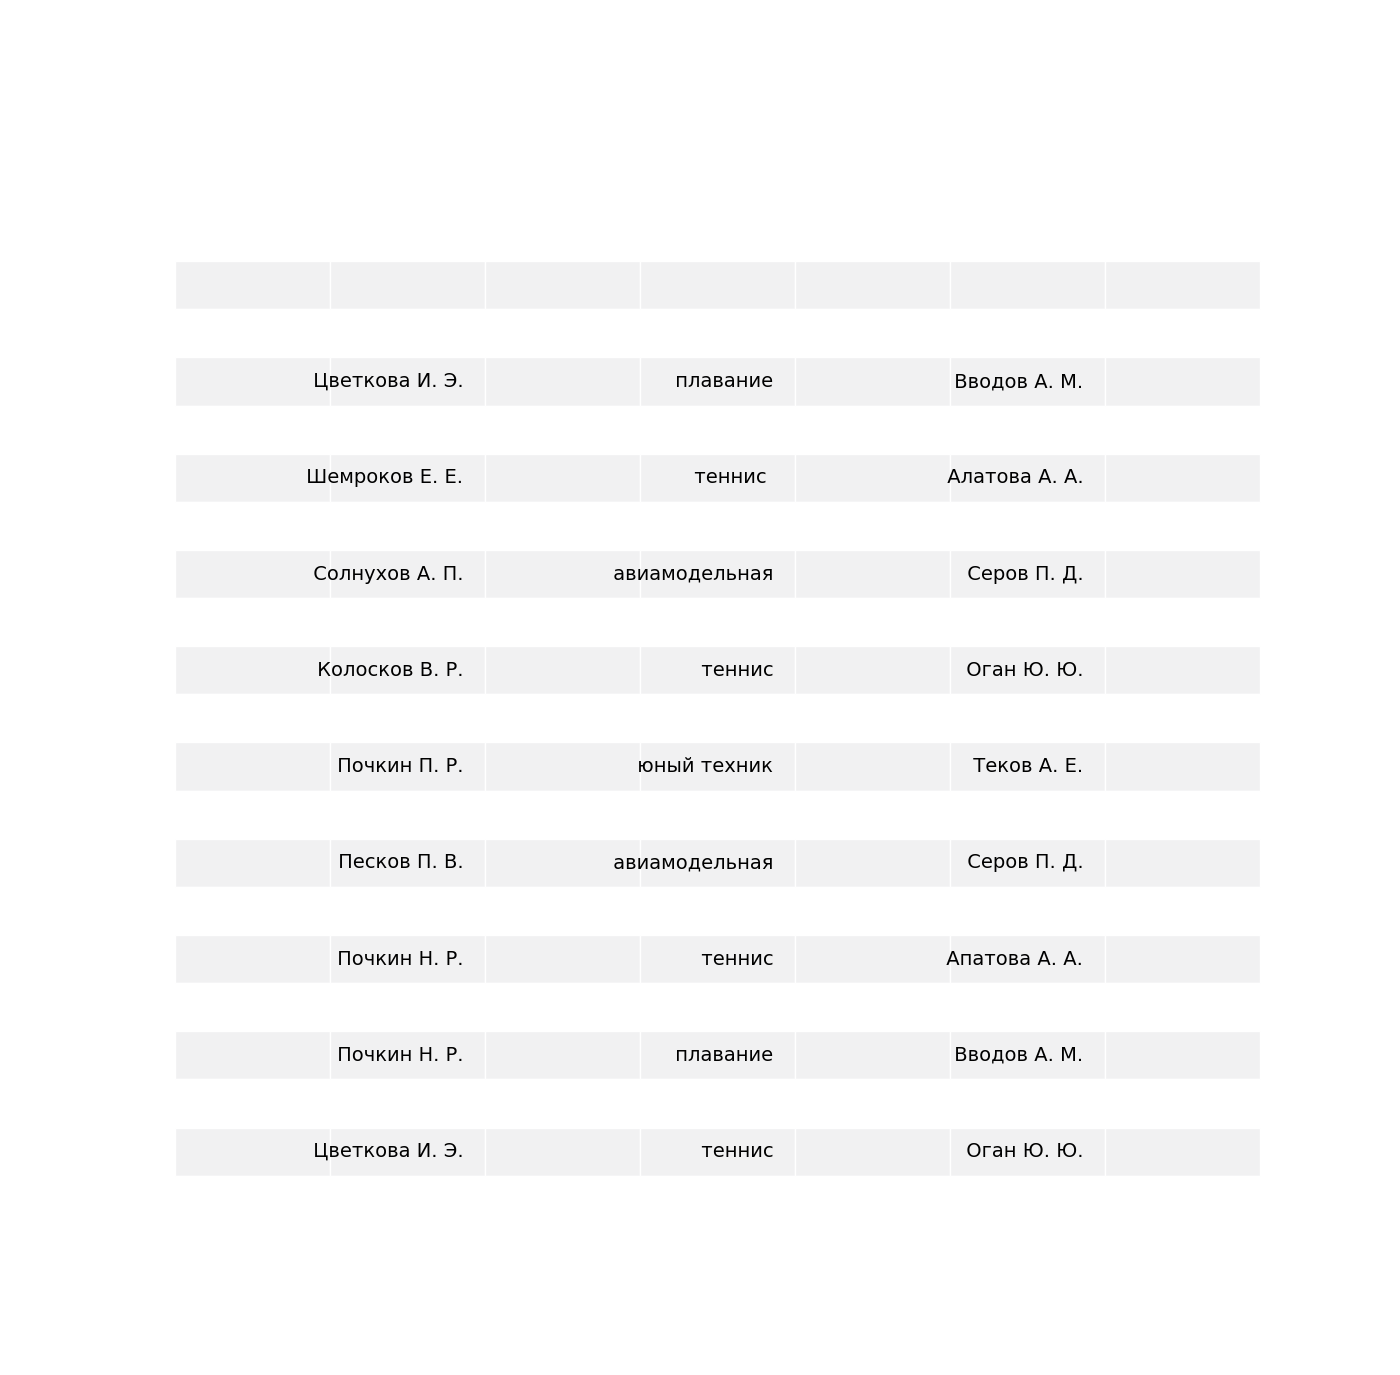 Цветкова И. Э. плавание Вводов А. М.
Шемроков Е. Е. теннис Алатова А. А.
Солнухов А. П. авиамодельная Серов П. Д.
Колосков В. Р. теннис Оган Ю. Ю.
Почкин П. Р. юный техник Теков А. Е.
Песков П. В. авиамодельная Серов П. Д.
Почкин Н. Р. теннис Апатова А. А.
Почкин Н. Р. плавание Вводов А. М.
Цветкова И. Э. теннис Оган Ю. Ю.